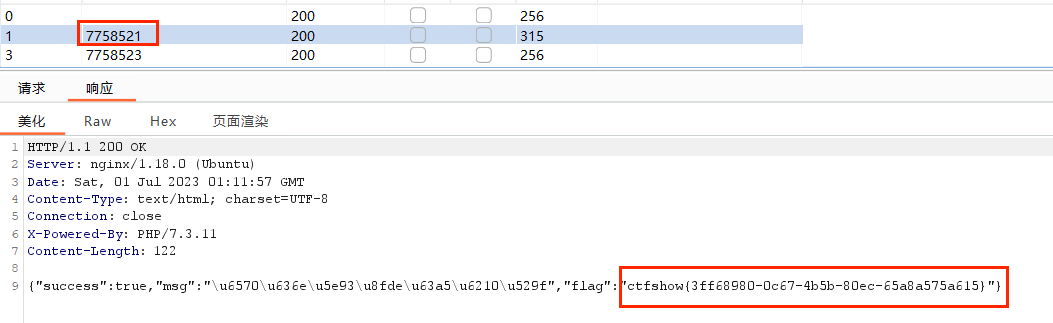 0 200 256
1 7758521 200 315
3 7758523 200 256
请求 响应
美化 Raw Hex 页面渲染
1 HTTP/1.1 200 OK
2 Server: nginx/1.18.0 (Ubuntu)
3 Date: Sat, 01 Jul 2023 01:11:57 GMT
4 Content-Type: text/html; charset=UTF-8
5 Connection: close
6 X-Powered-By: PHP/7.3.11
7 Content-Length: 122
8
9 {"success":true,"msg":"\u6570\u636e\u5e93\u8fde\u63a5\u6210\u529f","flag":"ctfshow{3ff68980-0c67-4b5b-80ec-65a8a575a615}"}